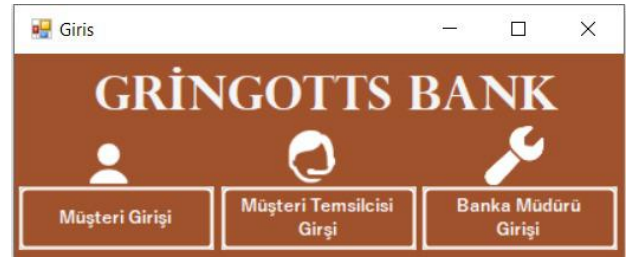 Giris
GRİNGOTTS BANK
Müşteri Girişi
Müşteri Temsilcisi
Girşi
Banka Müdürü
Girişi